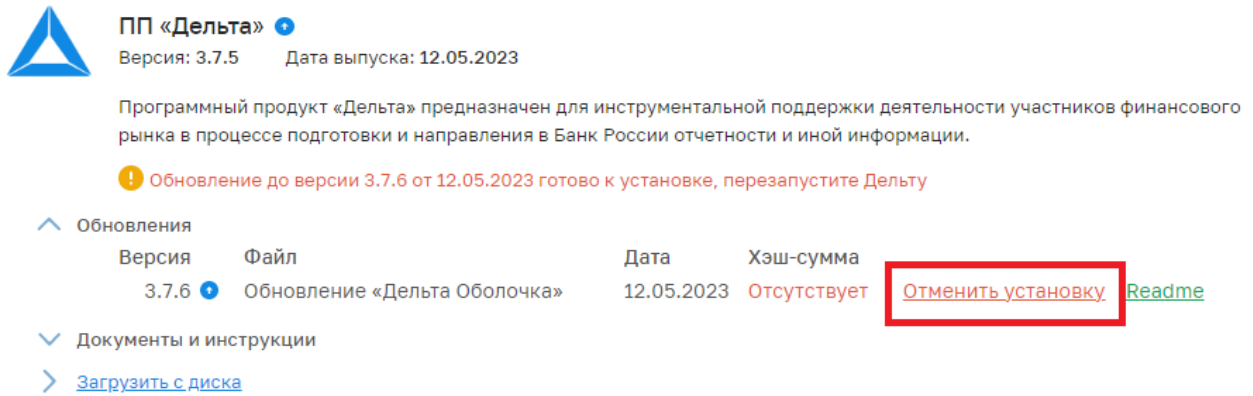 ПП «Дельта»
Версия: 3.7.5 Дата выпуска: 12.05.2023
Программный продукт «Дельта» предназначен для инструментальной поддержки деятельности участников финансового
рынка в процессе подготовки и направления в Банк России отчетности и иной информации.
Обновление до версии 3.7.6 от 12.05.2023 готово к установке, перезапустите Дельту
Обновления
Версия Файл Дата Хэш-сумма
3.7.6 Обновление «Дельта Оболочка» 12.05.2023 Отсутствует Отменить установку Readme
Документы и инструкции
Загрузить с диска